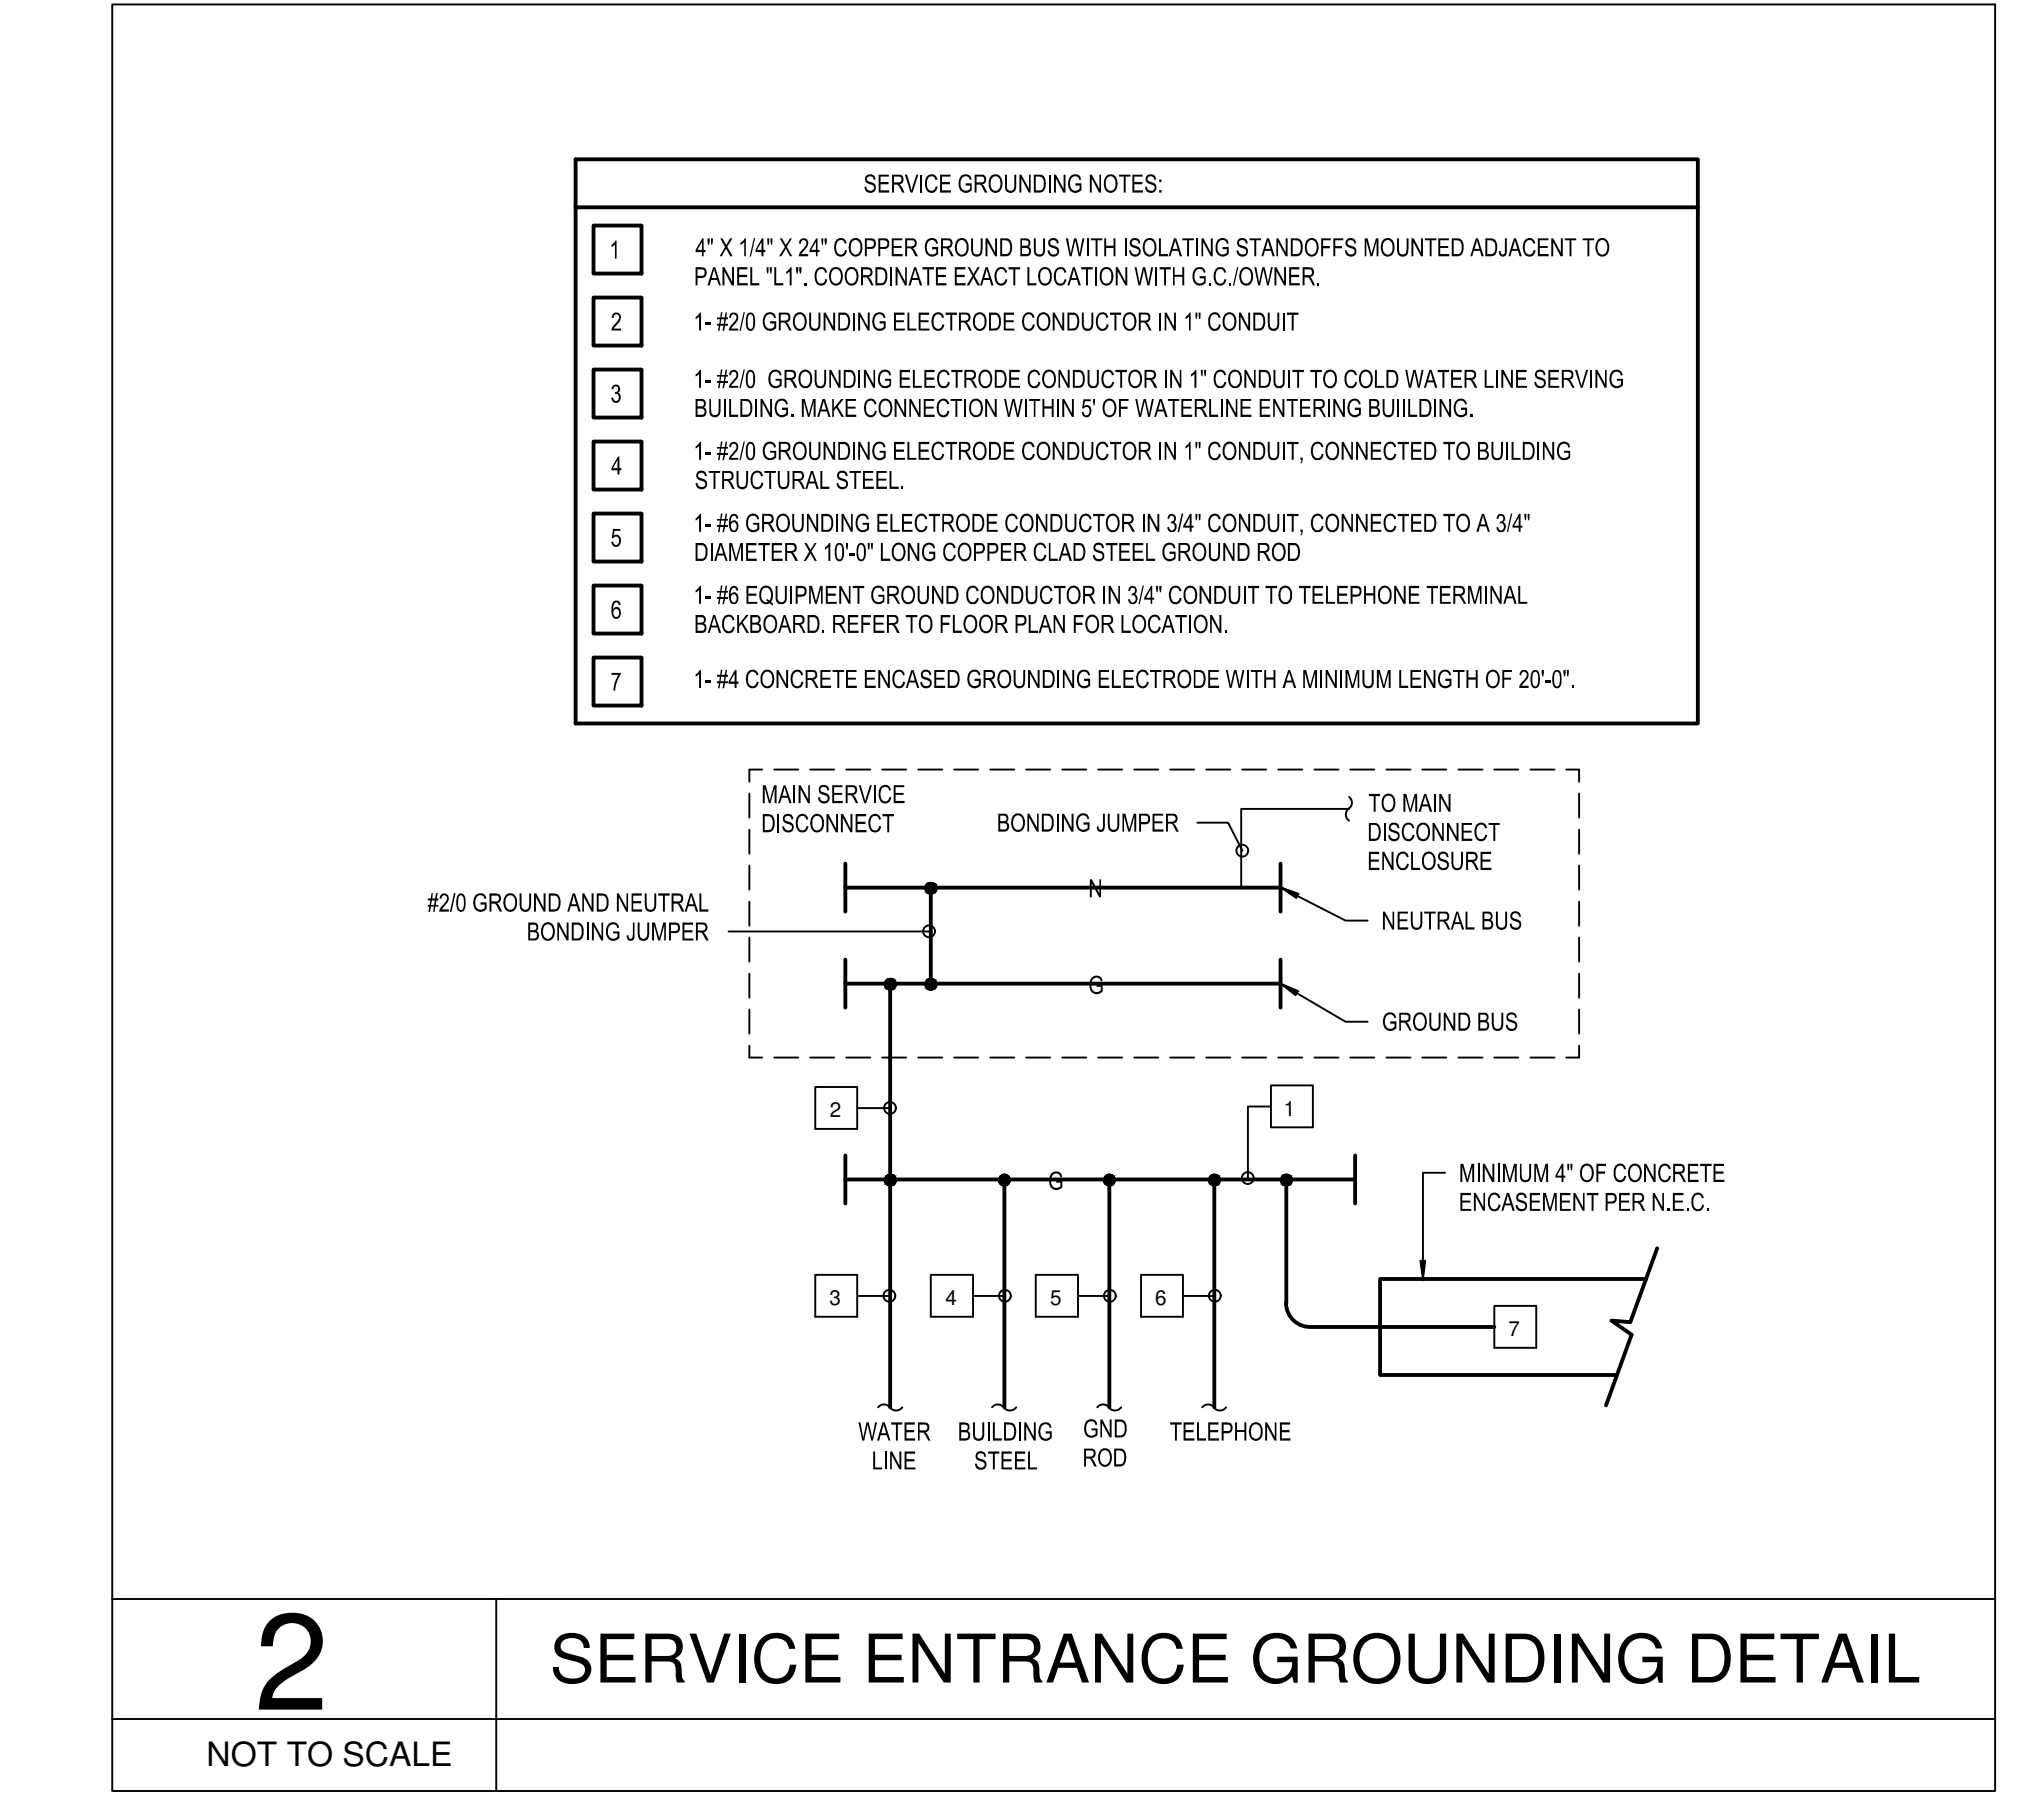 SERVICE GROUNDING NOTES:
1
4" X 1/4" X 24" COPPER GROUND BUS WITH ISOLATING STANDOFFS MOUNTED ADJACENT TO
PANEL "L1". COORDINATE EXACT LOCATION WITH G.C./OWNER.
2
1- #2/0 GROUNDING ELECTRODE CONDUCTOR IN 1" CONDUIT
3
1- #2/0 GROUNDING ELECTRODE CONDUCTOR IN 1" CONDUIT TO COLD WATER LINE SERVING
BUILDING. MAKE CONNECTION WITHIN 5' OF WATERLINE ENTERING BUIILDING.
4
1- #2/0 GROUNDING ELECTRODE CONDUCTOR IN 1" CONDUIT, CONNECTED TO BUILDING
STRUCTURAL STEEL.
5
1- #6 GROUNDING ELECTRODE CONDUCTOR IN 3/4" CONDUIT, CONNECTED TO A 3/4"
DIAMETER X 10'-0" LONG COPPER CLAD STEEL GROUND ROD
6
1- #6 EQUIPMENT GROUND CONDUCTOR IN 3/4" CONDUIT TO TELEPHONE TERMINAL
BACKBOARD. REFER TO FLOOR PLAN FOR LOCATION.
7
1- #4 CONCRETE ENCASED GROUNDING ELECTRODE WITH A MINIMUM LENGTH OF 20'-0".
MAIN SERVICE
DISCONNECT
BONDING JUMPER
TO MAIN
DISCONNECT
ENCLOSURE
#2/0 GROUND AND NEUTRAL
BONDING JUMPER
N
NEUTRAL BUS
G
GROUND BUS
2
1
G
MINIMUM 4" OF CONCRETE
ENCASEMENT PER N.E.C.
3
4
5
6
7
WATER
LINE
BUILDING
STEEL
GND
ROD
TELEPHONE
2
SERVICE ENTRANCE GROUNDING DETAIL
NOT TO SCALE